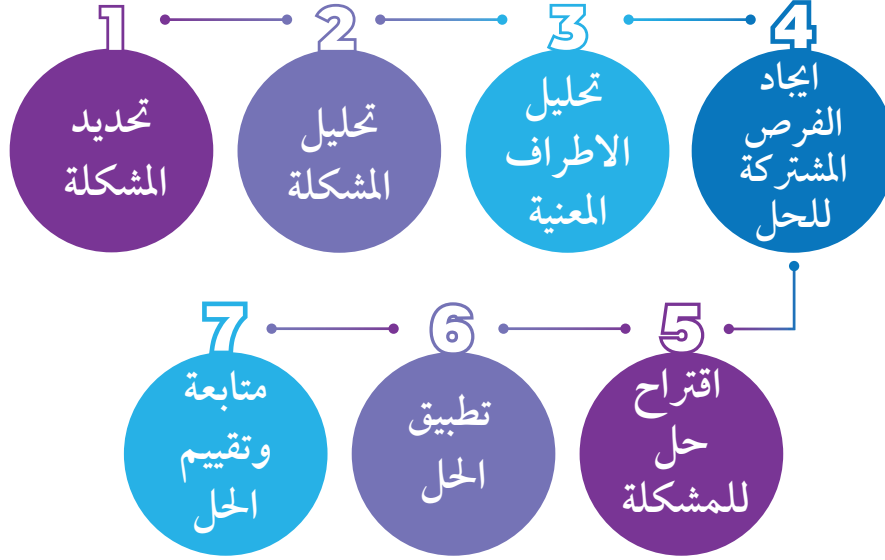 1
تحديد
المشكلة
2
تحليل
المشكلة
3
تحليل
الاطراف
المعنية
4
ايجاد
الفرص
المشتركة
للحل
5
اقتراح
حل
للمشكلة
6
تطبيق
الحل
7
متابعة
وتقييم
الحل